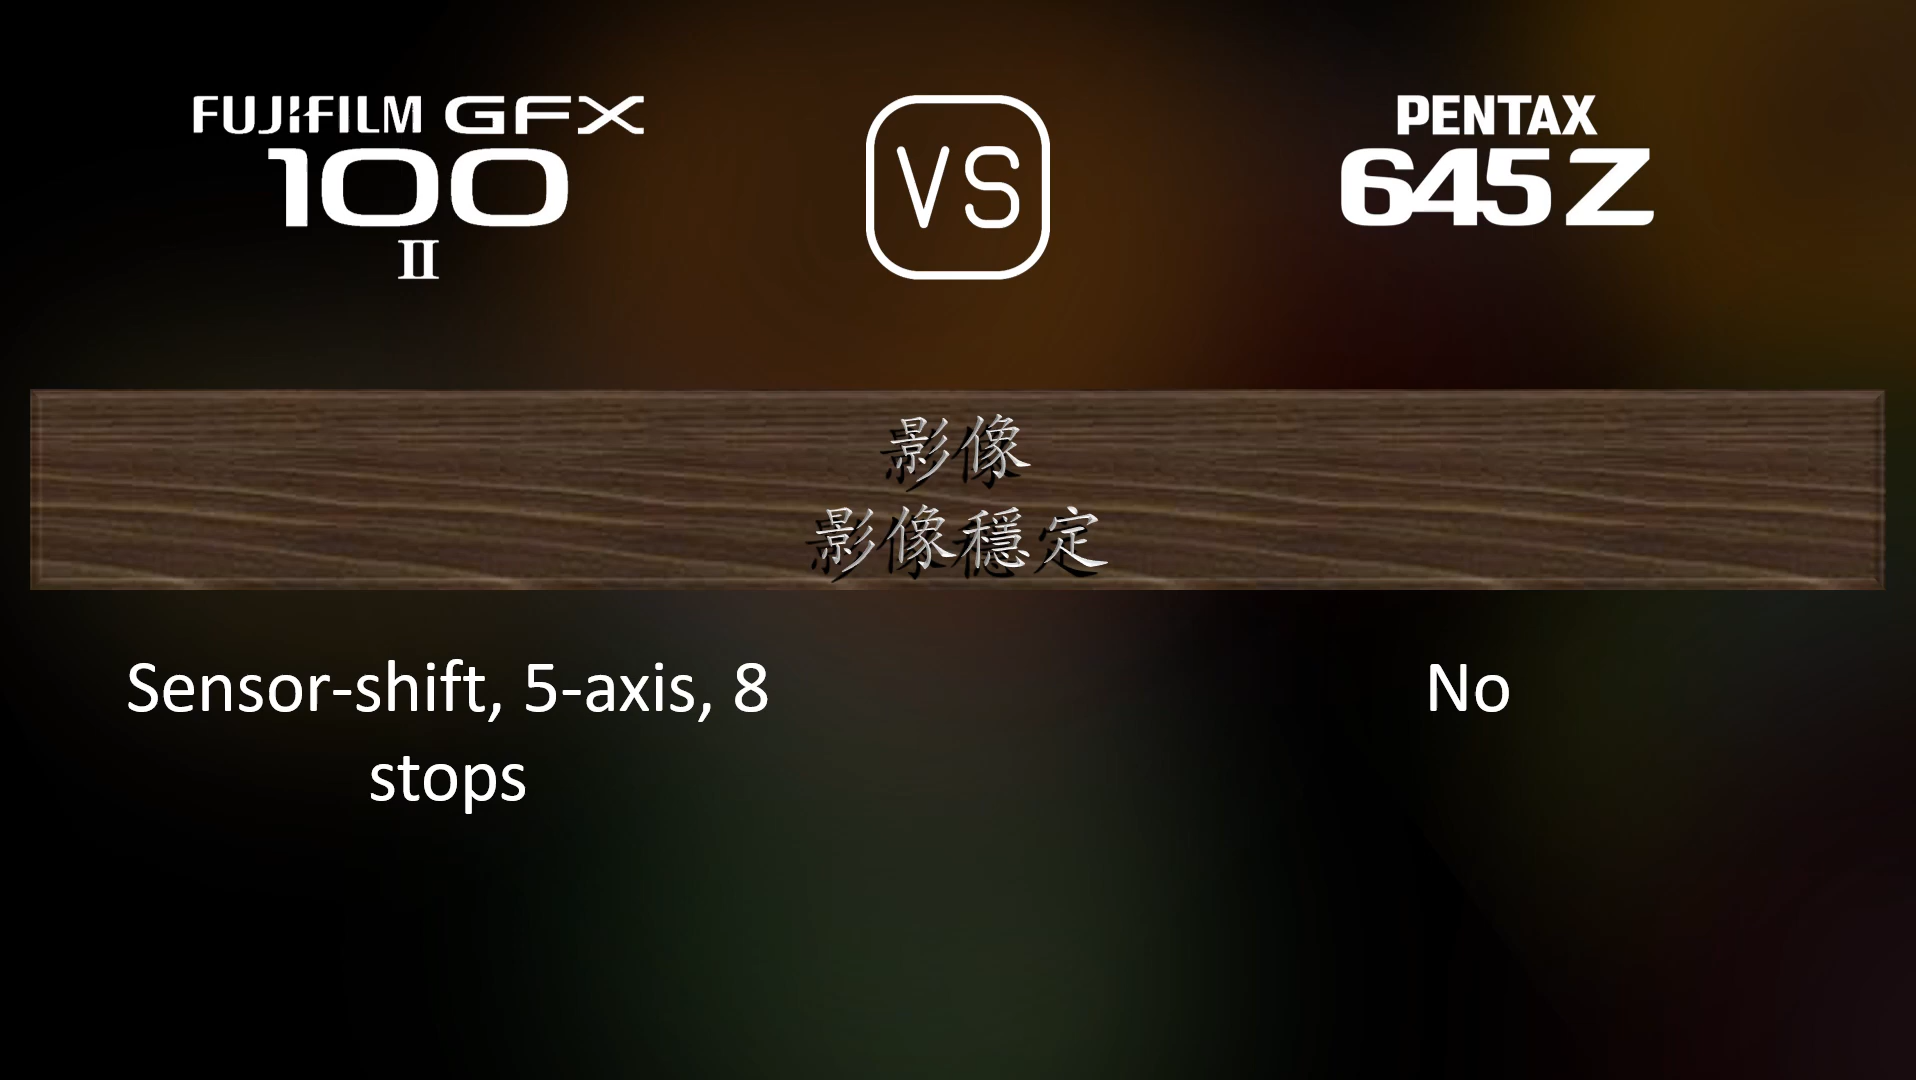 FUJIFILM GFX
100
II
VS
PENTAX
645Z
影像
影像穩定
Sensor-shift, 5-axis, 8
stops
No